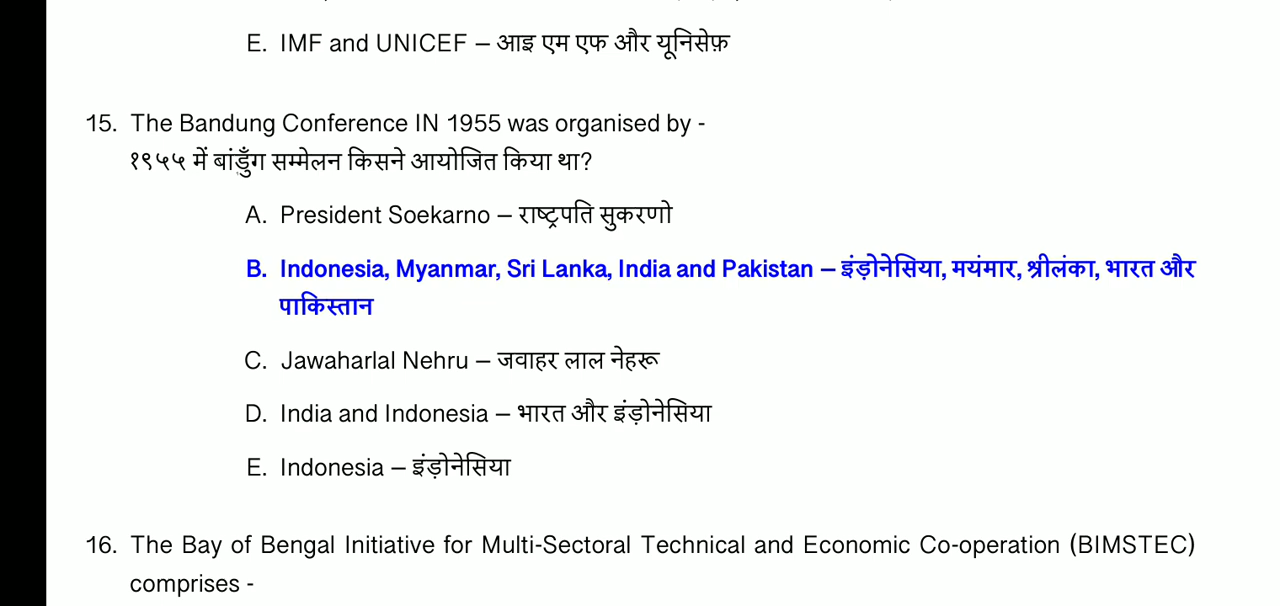 E. IMF and UNICEF – आइ एम एफ और यूनिसेफ़
15. The Bandung Conference IN 1955 was organised by -
१९५५ में बांडुँग सम्मेलन किसने आयोजित किया था?
A. President Soekarno – राष्ट्रपति सुकरणो
B. Indonesia, Myanmar, Sri Lanka, India and Pakistan – इंड़ोनेसिया, मयंमार, श्रीलंका, भारत और
पाकिस्तान
C. Jawaharlal Nehru – जवाहर लाल नेहरू
D. India and Indonesia – भारत और इंड़ोनेसिया
E. Indonesia – इंड़ोनेसिया
16. The Bay of Bengal Initiative for Multi-Sectoral Technical and Economic Co-operation (BIMSTEC)
comprises -